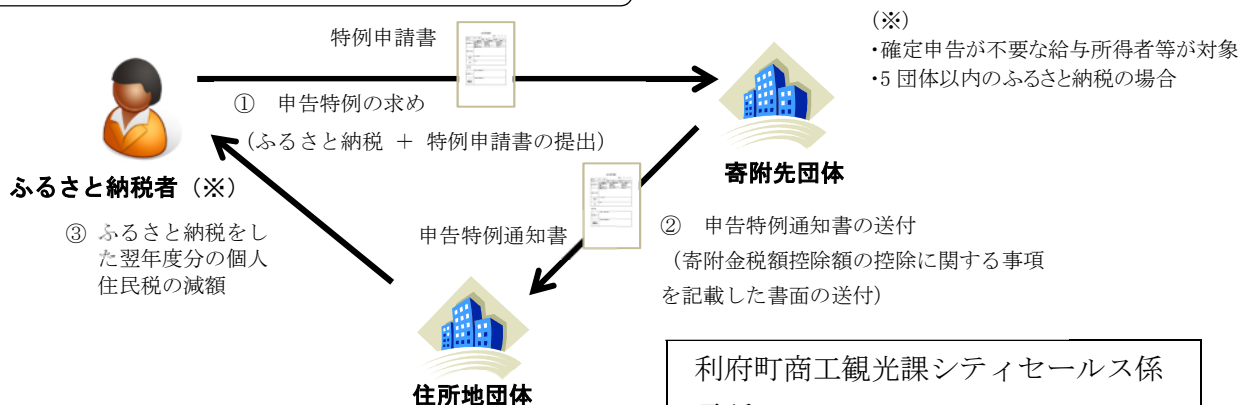 特例申請書
(※)
・確定申告が不要な給与所得者等が対象
・5 団体以内のふるさと納税の場合
① 申告特例の求め
(ふるさと納税 + 特例申請書の提出)
ふるさと納税者(※)
寄附先団体
③ ふるさと納税をし
た翌年度分の個人
住民税の減額
申告特例通知書
② 申告特例通知書の送付
(寄附金税額控除額の控除に関する事項
を記載した書面の送付)
住所地団体
利府町商工観光課シティセールス係